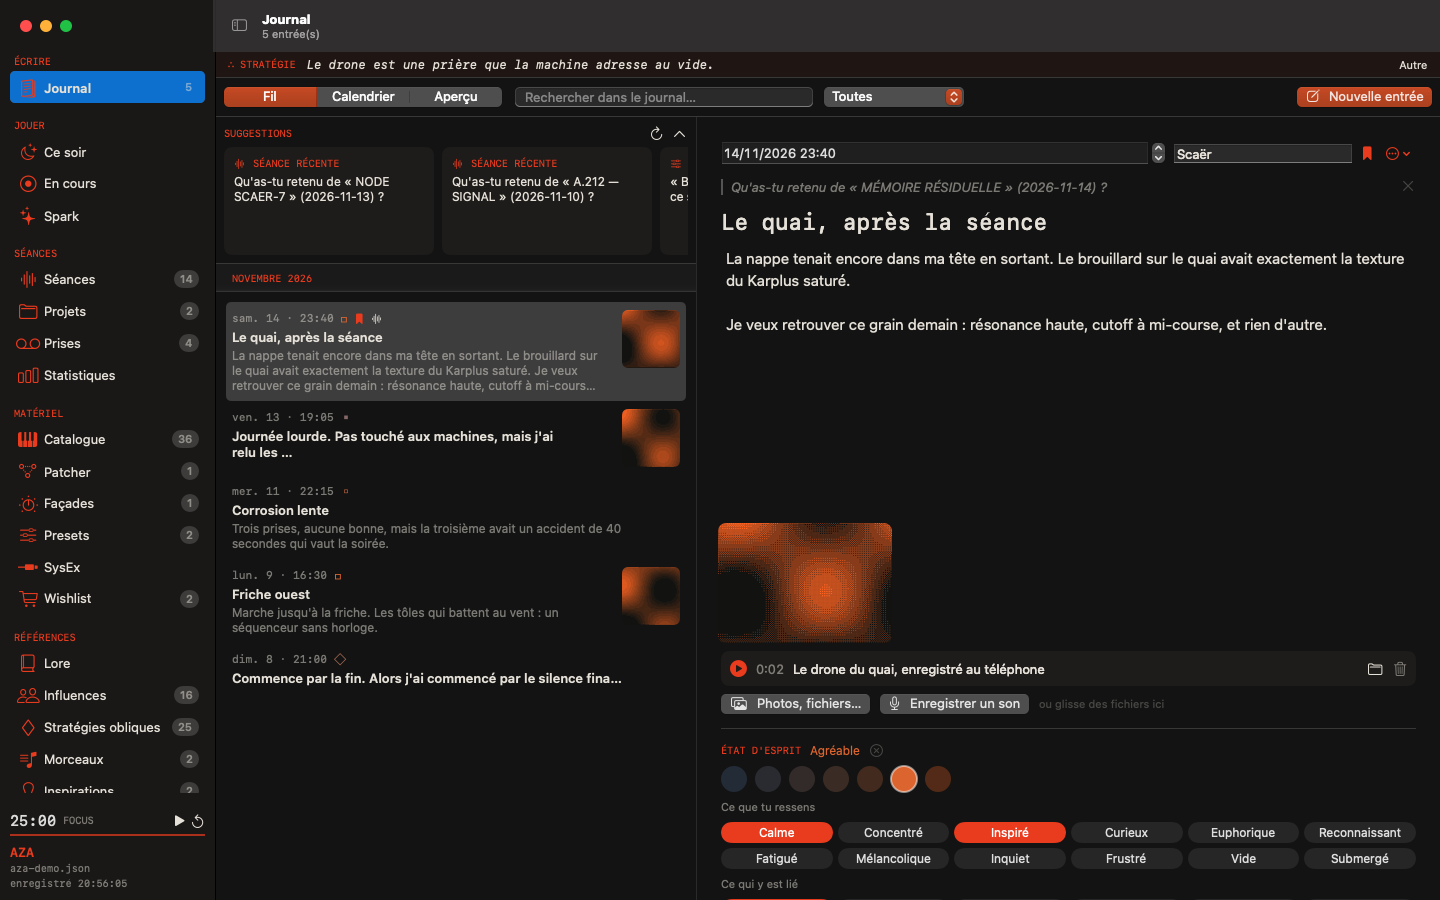 Journal
5 entrée(s)
ÉCRIRE
Journal 5
JOUER
Ce soir
En cours
Spark
SÉANCES
Séances 14
Projets 2
Prises 4
Statistiques
MATÉRIEL
Catalogue 36
Patcher 1
Façades 1
Presets 2
SysEx
Wishlist 2
RÉFÉRENCES
Lore
Influences 16
Stratégies obliques 25
Morceaux 2
Inspirations 2
25:00 FOCUS
AZA
aza-demo.json
enregistré 20:56:05
∴ STRATÉGIE Le drone est une prière que la machine adresse au vide.
Autre
Fil Calendrier Aperçu
Rechercher dans le journal...
Toutes
Nouvelle entrée
SUGGESTIONS
SÉANCE RÉCENTE
Qu'as-tu retenu de « NODE
SCAER-7 » (2026-11-13) ?
SÉANCE RÉCENTE
Qu'as-tu retenu de « A.212 —
SIGNAL » (2026-11-10) ?
« B
ce s
NOVEMBRE 2026
sam. 14 · 23:40
Le quai, après la séance
La nappe tenait encore dans ma tête en sortant. Le brouillard sur
le quai avait exactement la texture du Karplus saturé. Je veux
retrouver ce grain demain : résonance haute, cutoff à mi-cours...
ven. 13 · 19:05
Journée lourde. Pas touché aux machines, mais j'ai
relu les ...
mer. 11 · 22:15
Corrosion lente
Trois prises, aucune bonne, mais la troisième avait un accident de 40
secondes qui vaut la soirée.
lun. 9 · 16:30
Friche ouest
Marche jusqu'à la friche. Les tôles qui battent au vent : un
séquenceur sans horloge.
dim. 8 · 21:00
Commence par la fin. Alors j'ai commencé par le silence fina...
14/11/2026 23:40
Scaër
Qu'as-tu retenu de « MÉMOIRE RÉSIDUELLE » (2026-11-14) ?
Le quai, après la séance
La nappe tenait encore dans ma tête en sortant. Le brouillard sur le quai avait exactement la texture
du Karplus saturé.
Je veux retrouver ce grain demain : résonance haute, cutoff à mi-course, et rien d'autre.
0:02 Le drone du quai, enregistré au téléphone
Photos, fichiers...
Enregistrer un son
ou glisse des fichiers ici
ÉTAT D'ESPRIT Agréable
Ce que tu ressens
Calme Concentré Inspiré Curieux Euphorique Reconnaissant
Fatigué Mélancolique Inquiet Frustré Vide Submergé
Ce qui y est lié